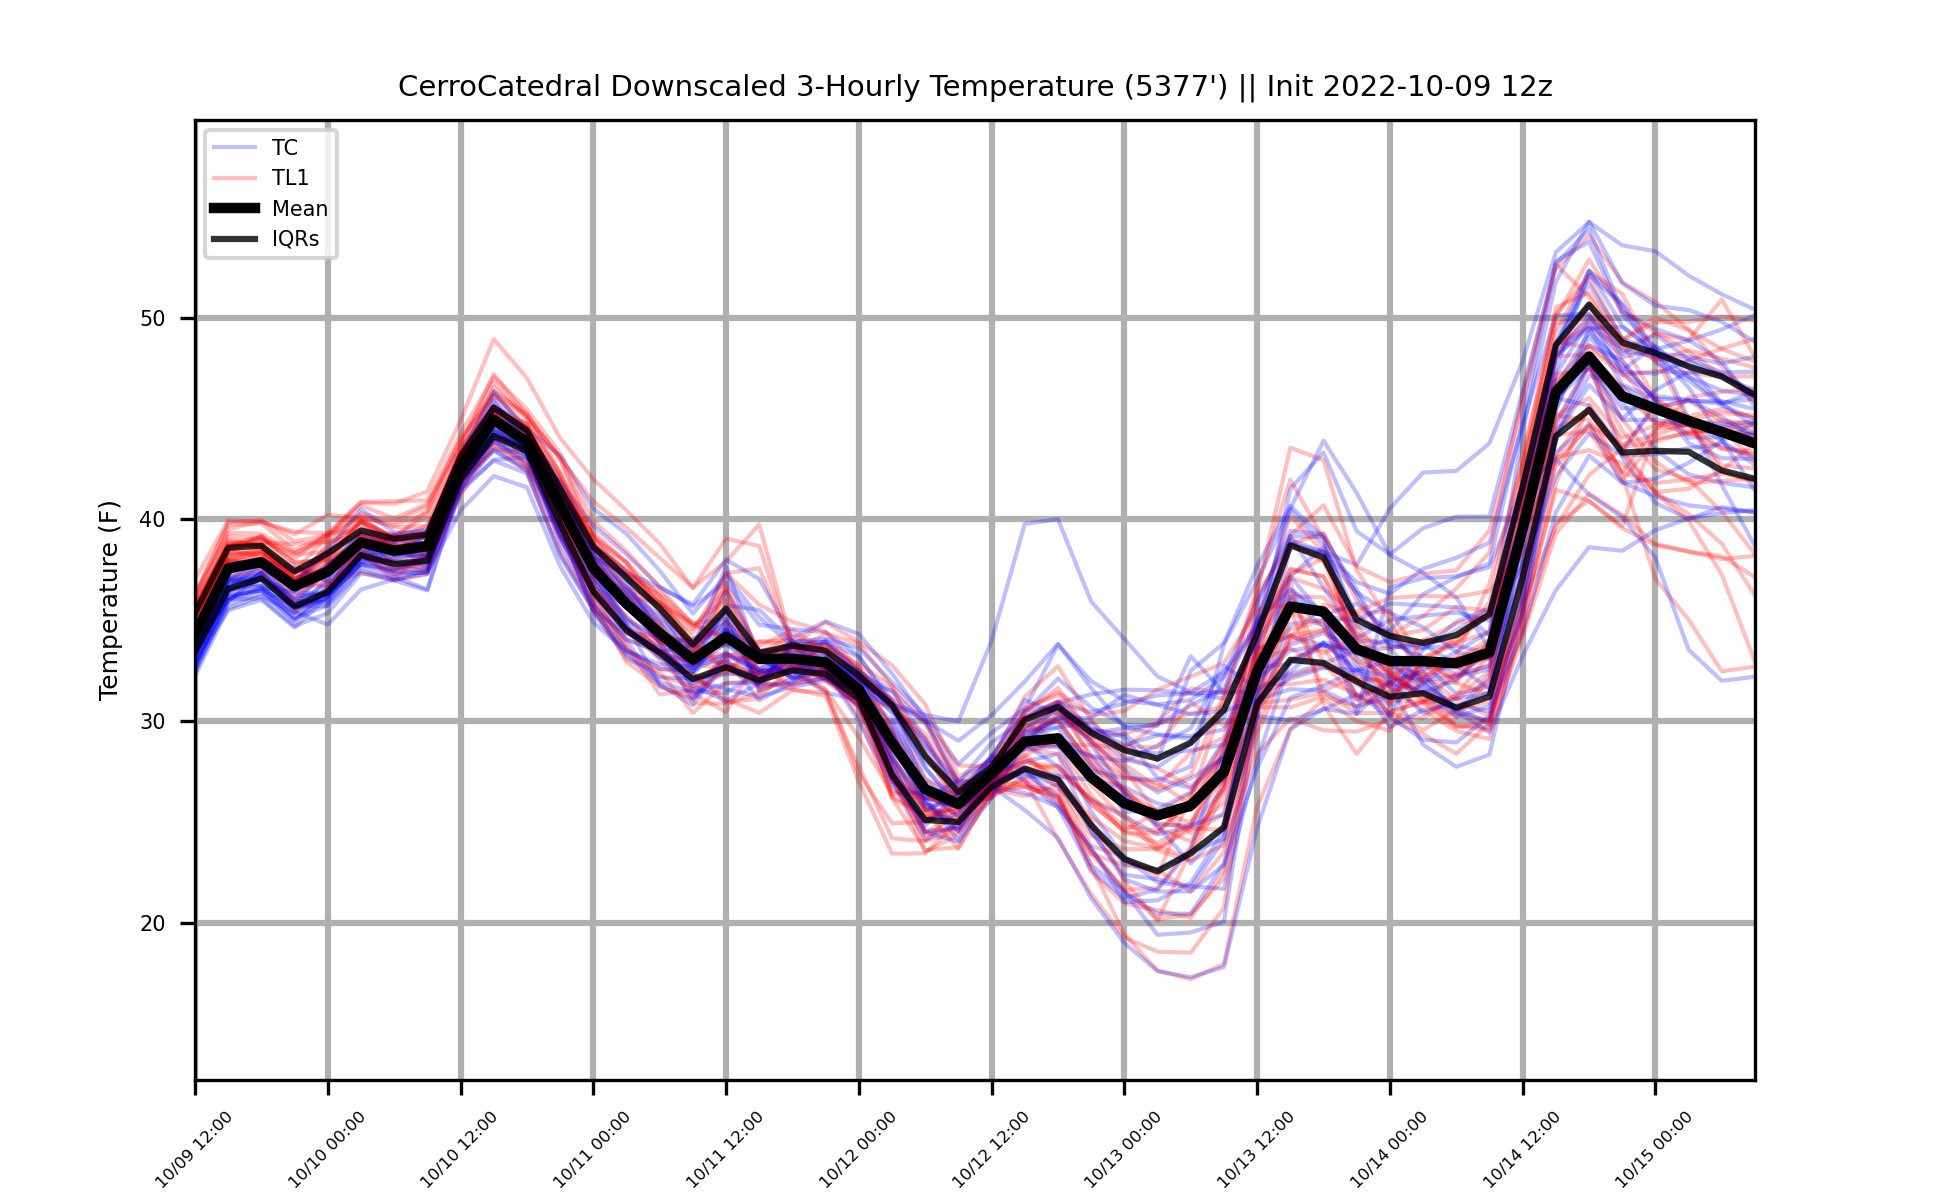 CerroCatedral Downscaled 3-Hourly Temperature (5377') || Init 2022-10-09 12z
TC
TL1
Mean
IQRs
Temperature (F)
50
40
30
20
10/09 12:00
10/10 00:00
10/10 12:00
10/11 00:00
10/11 12:00
10/12 00:00
10/12 12:00
10/13 00:00
10/13 12:00
10/14 00:00
10/14 12:00
10/15 00:00